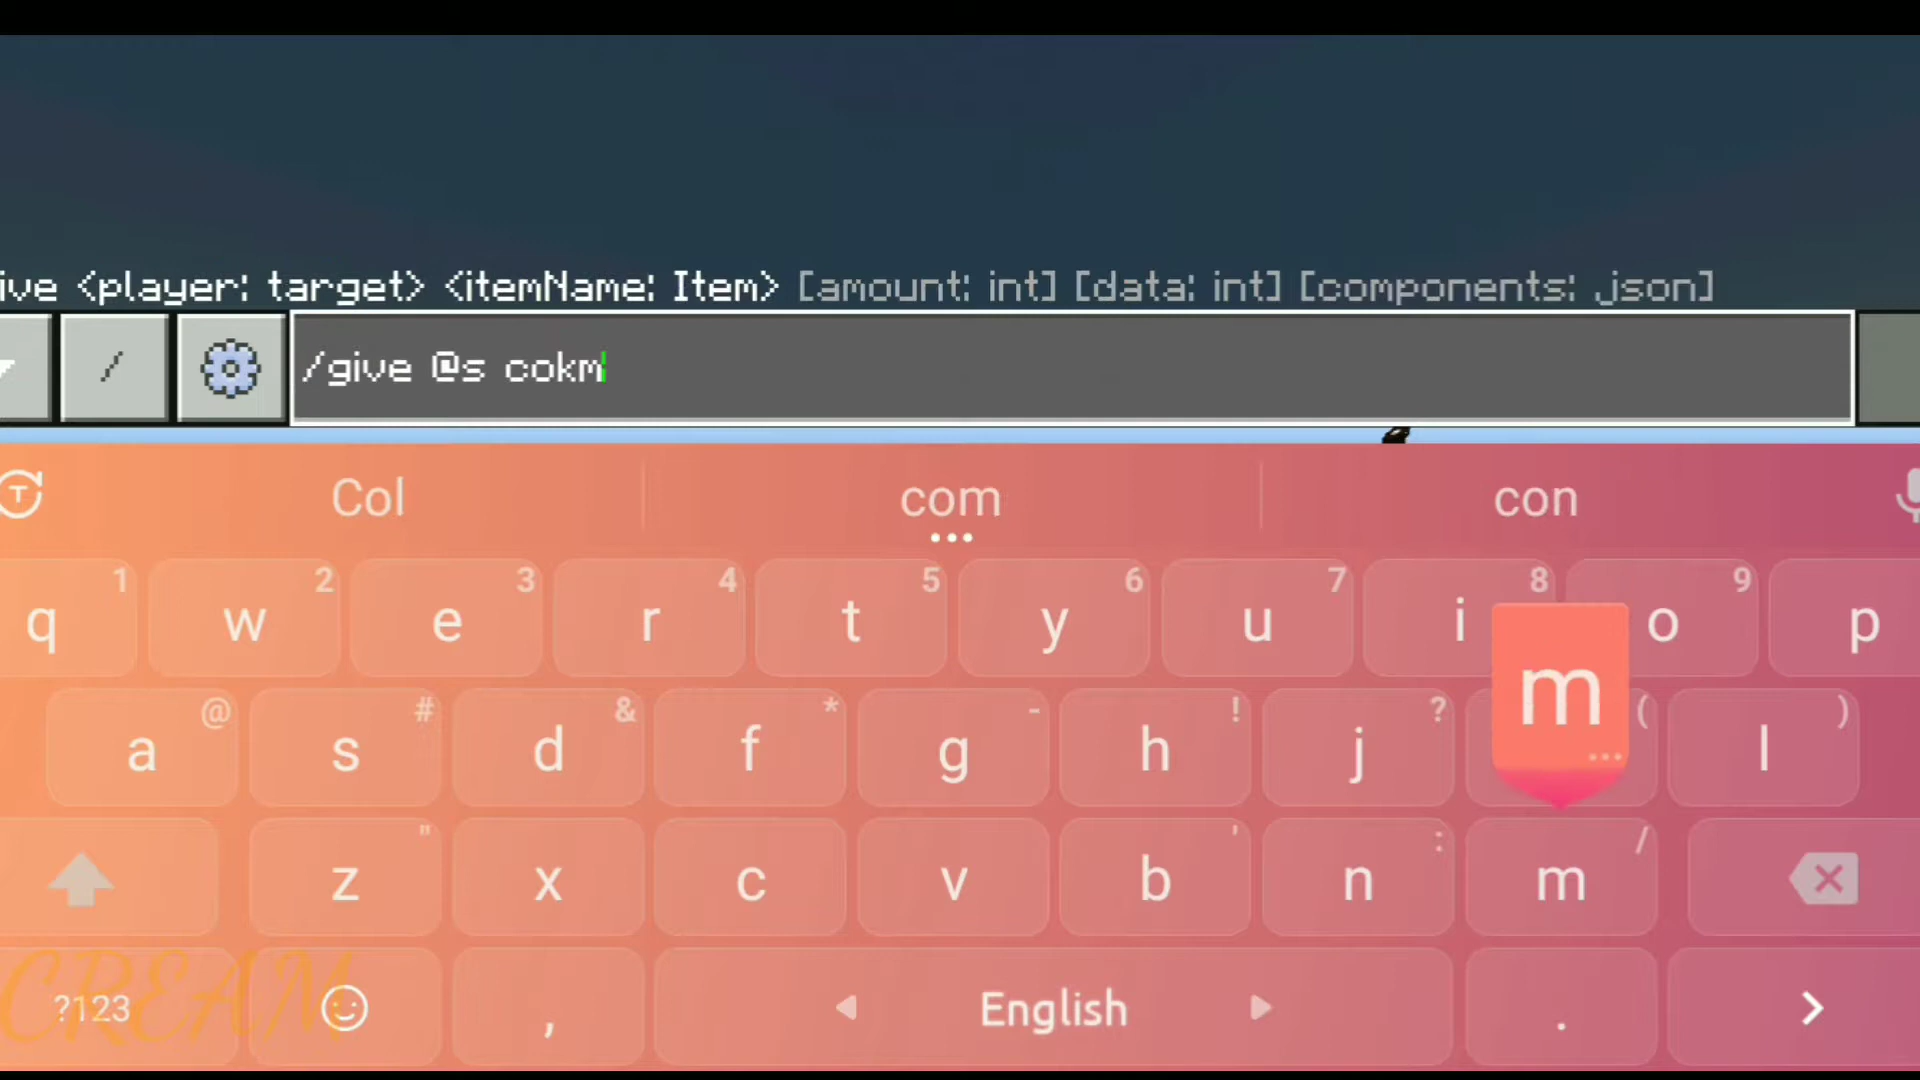 ive <player: target> <itemName: Item> [amount: int] [data: int] [components: json]
/
/give @s cokm
T
Col com con
1 2 3 4 5 6 7 8 9
q w e r t y u i o p
m
@ # & * - ! ? ( )
a s d f g h j l
" ' : /
z x c v b n m
CREAM
?123 , English .